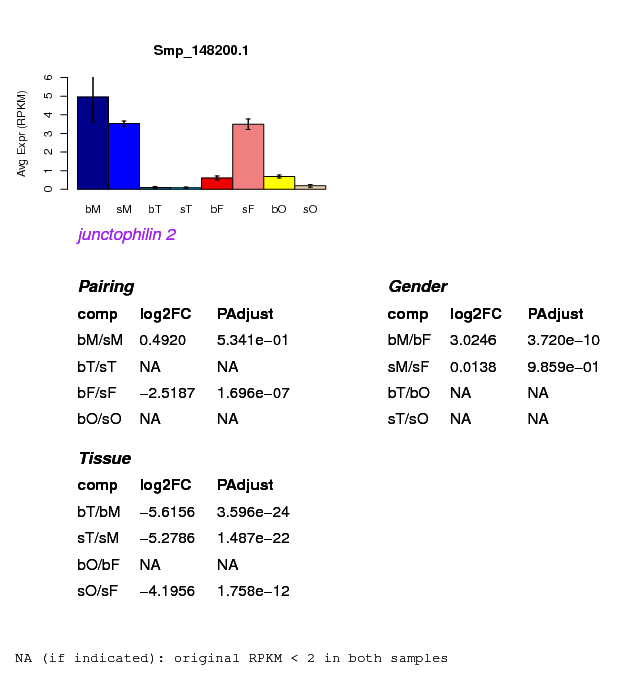 Smp_148200.1
Avg Expr (RPKM)
0 1 2 3 4 5 6
bM sM bT sT bF sF bO sO
junctophilin 2
Pairing
comp log2FC PAdjust
bM/sM 0.4920 5.341e−01
bT/sT NA NA
bF/sF −2.5187 1.696e−07
bO/sO NA NA
Gender
comp log2FC PAdjust
bM/bF 3.0246 3.720e−10
sM/sF 0.0138 9.859e−01
bT/bO NA NA
sT/sO NA NA
Tissue
comp log2FC PAdjust
bT/bM −5.6156 3.596e−24
sT/sM −5.2786 1.487e−22
bO/bF NA NA
sO/sF −4.1956 1.758e−12
NA (if indicated): original RPKM < 2 in both samples